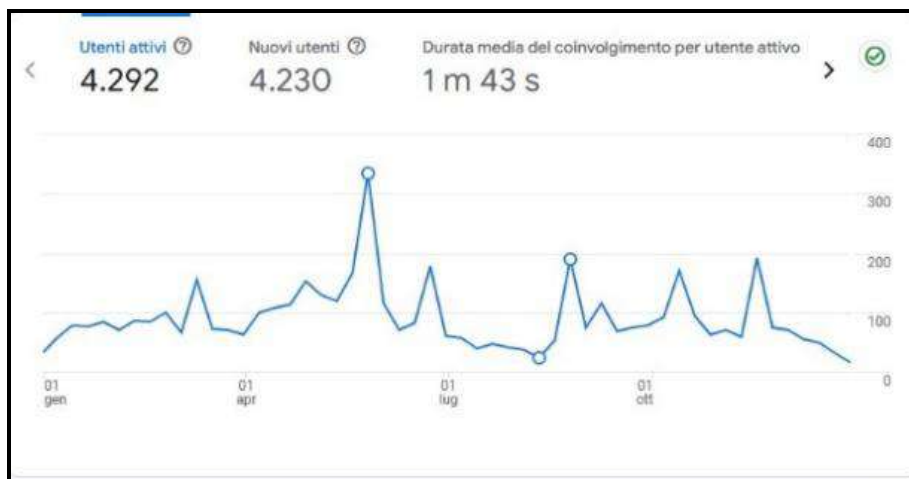 Utenti attivi
Nuovi utenti
Durata media del coinvolgimento per utente attivo
4.292
4.230
1 m 43 s
400
300
200
100
0
01
gen
01
apr
01
lug
01
ott